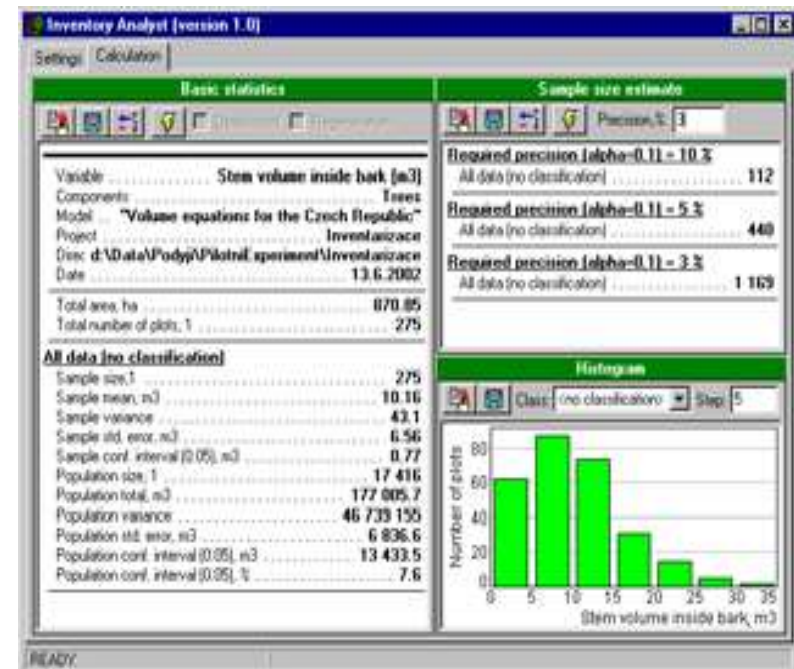 Inventory Analyst (version 1.0)
Settings Calculation
Basic statistics
Variable ............ Stem volume inside bark (m3)
Components ............ Trees
Model .... "Volume equations for the Czech Republic"
Project ............ Inventarizace
Direc d:\Data\Podyji\PilotniExperiment\Inventarizace
Date ............ 13.6.2002
Total area, ha ............ 870.85
Total number of plots, 1 ............ 275
All data (no classification)
Sample size,1 ............ 275
Sample mean, m3 ............ 10.16
Sample variance ............ 43.1
Sample std. error, m3 ............ 6.56
Sample conf. interval (0.05), m3 ............ 0.77
Population size, 1 ............ 17 416
Population total, m3 ............ 177 005.7
Population variance ............ 46 739 155
Population std. error, m3 ............ 6 836.6
Population conf. interval (0.05), m3 ............ 13 433.5
Population conf. interval (0.05), % ............ 7.6
Sample size estimate
Precision,%: 3
Required precision (alpha=0.1) = 10 %
All data (no classification) ............ 112
Required precision (alpha=0.1) = 5 %
All data (no classification) ............ 440
Required precision (alpha=0.1) = 3 %
All data (no classification) ............ 1 169
Histogram
Class: (no classification) Step: 5
Number of plots
80
60
40
20
0
0 5 10 15 20 25 30 35
Stem volume inside bark, m3
READY